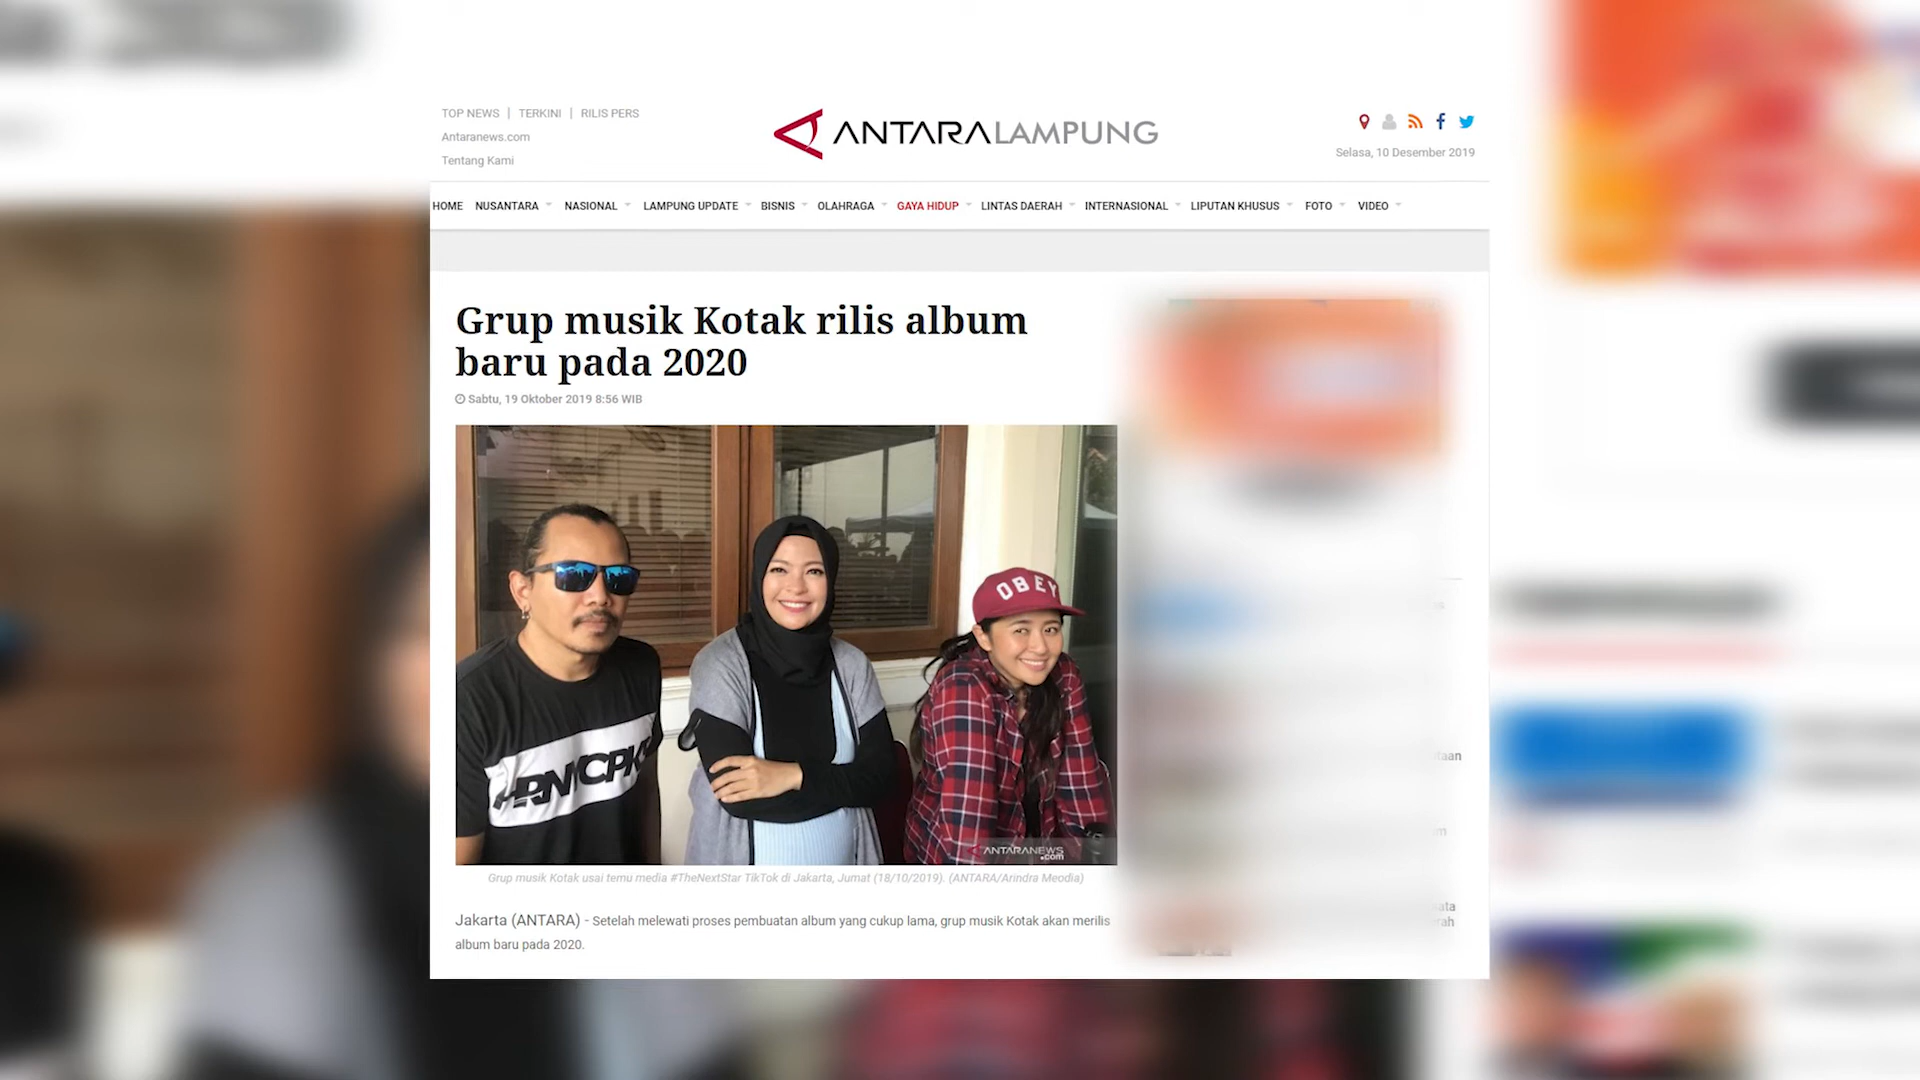 TOP NEWS | TERKINI | RILIS PERS
Antaranews.com
Tentang Kami
ANTARALAMPUNG
Selasa, 10 Desember 2019
HOME NUSANTARA NASIONAL LAMPUNG UPDATE BISNIS OLAHRAGA GAYA HIDUP LINTAS DAERAH INTERNASIONAL LIPUTAN KHUSUS FOTO VIDEO
Grup musik Kotak rilis album
baru pada 2020
Sabtu, 19 Oktober 2019 8:56 WIB
OBEY
ANTARANEWS
.com
Grup musik Kotak usai temu media #TheNextStar TikTok di Jakarta, Jumat (18/10/2019). (ANTARA/Arindra Meodia)
Jakarta (ANTARA) - Setelah melewati proses pembuatan album yang cukup lama, grup musik Kotak akan merilis
album baru pada 2020.